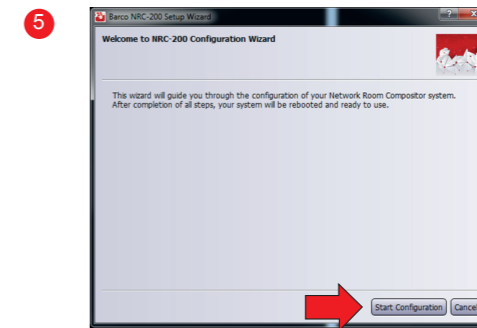 5
Barco NRC-200 Setup Wizard
Welcome to NRC-200 Configuration Wizard
This wizard will guide you through the configuration of your Network Room Compositor system.
After completion of all steps, your system will be rebooted and ready to use.
Start Configuration Cancel